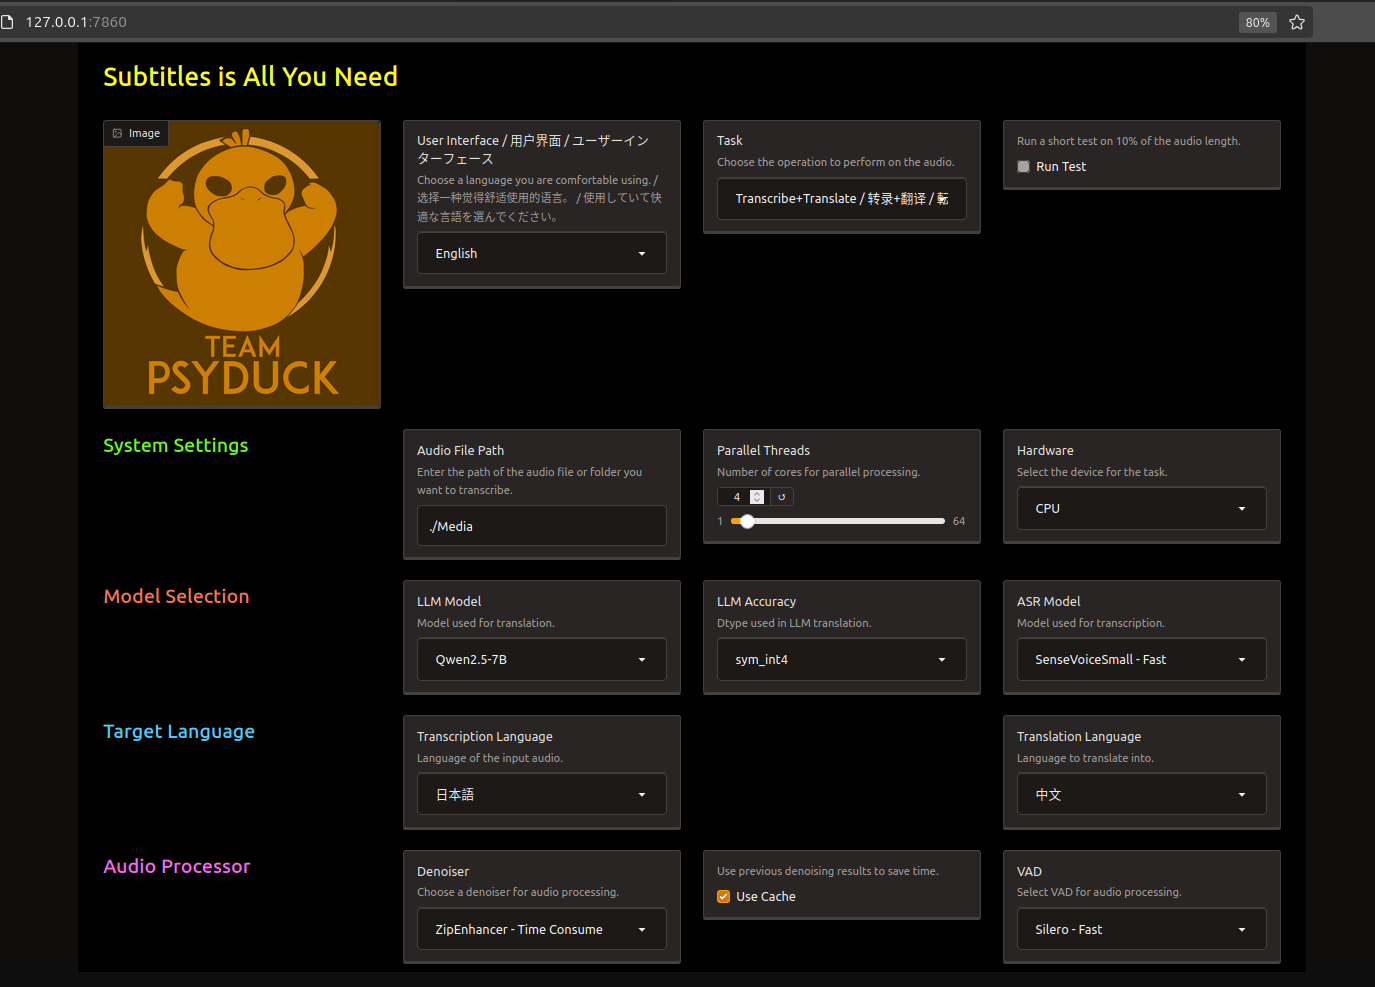 127.0.0.1:7860
80%
Subtitles is All You Need
Image
TEAM
PSYDUCK
User Interface / 用户界面 / ユーザーイン
ターフェース
Choose a language you are comfortable using. /
选择一种觉得舒适使用的语言。 / 使用していて快
適な言語を選んでください。
English
Task
Choose the operation to perform on the audio.
Transcribe+Translate / 转录+翻译 /
Run a short test on 10% of the audio length.
Run Test
System Settings
Audio File Path
Enter the path of the audio file or folder you
want to transcribe.
./Media
Parallel Threads
Number of cores for parallel processing.
4
1
64
Hardware
Select the device for the task.
CPU
Model Selection
LLM Model
Model used for translation.
Qwen2.5-7B
LLM Accuracy
Dtype used in LLM translation.
sym_int4
ASR Model
Model used for transcription.
SenseVoiceSmall - Fast
Target Language
Transcription Language
Language of the input audio.
日本語
Translation Language
Language to translate into.
中文
Audio Processor
Denoiser
Choose a denoiser for audio processing.
ZipEnhancer - Time Consume
Use previous denoising results to save time.
Use Cache
VAD
Select VAD for audio processing.
Silero - Fast